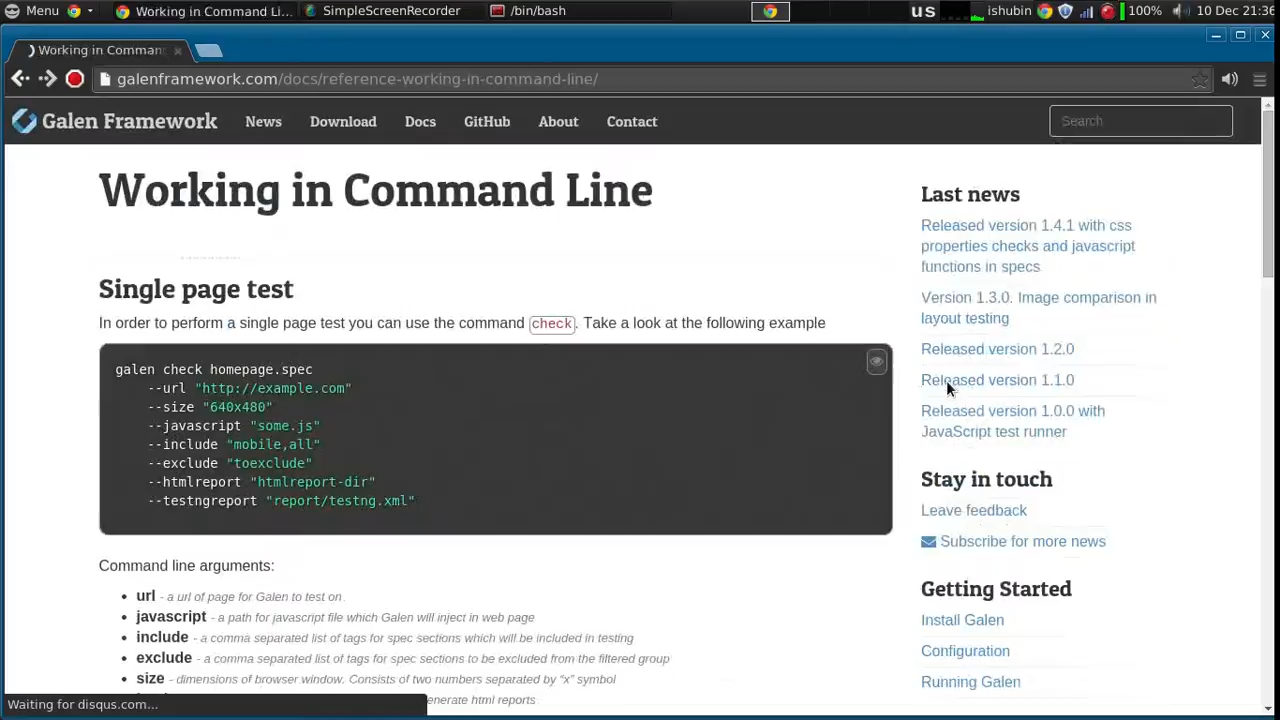 Menu
Working in Command Li...
SimpleScreenRecorder
/bin/bash
us
ishubin
100%
10 Dec 21:36
Working in Comman
galenframework.com/docs/reference-working-in-command-line/
Galen Framework
News
Download
Docs
GitHub
About
Contact
Search
Working in Command Line
Single page test
In order to perform a single page test you can use the command check. Take a look at the following example
galen check homepage.spec
--url "http://example.com"
--size "640x480"
--javascript "some.js"
--include "mobile,all"
--exclude "toexclude"
--htmlreport "htmlreport-dir"
--testngreport "report/testng.xml"
Command line arguments:
• url - a url of page for Galen to test on
• javascript - a path for javascript file which Galen will inject in web page
• include - a comma separated list of tags for spec sections which will be included in testing
• exclude - a comma separated list of tags for spec sections to be excluded from the filtered group
• size - dimensions of browser window. Consists of two numbers separated by "x" symbol
enerate html reports
Waiting for disqus.com...
Last news
Released version 1.4.1 with css
properties checks and javascript
functions in specs
Version 1.3.0. Image comparison in
layout testing
Released version 1.2.0
Released version 1.1.0
Released version 1.0.0 with
JavaScript test runner
Stay in touch
Leave feedback
Subscribe for more news
Getting Started
Install Galen
Configuration
Running Galen